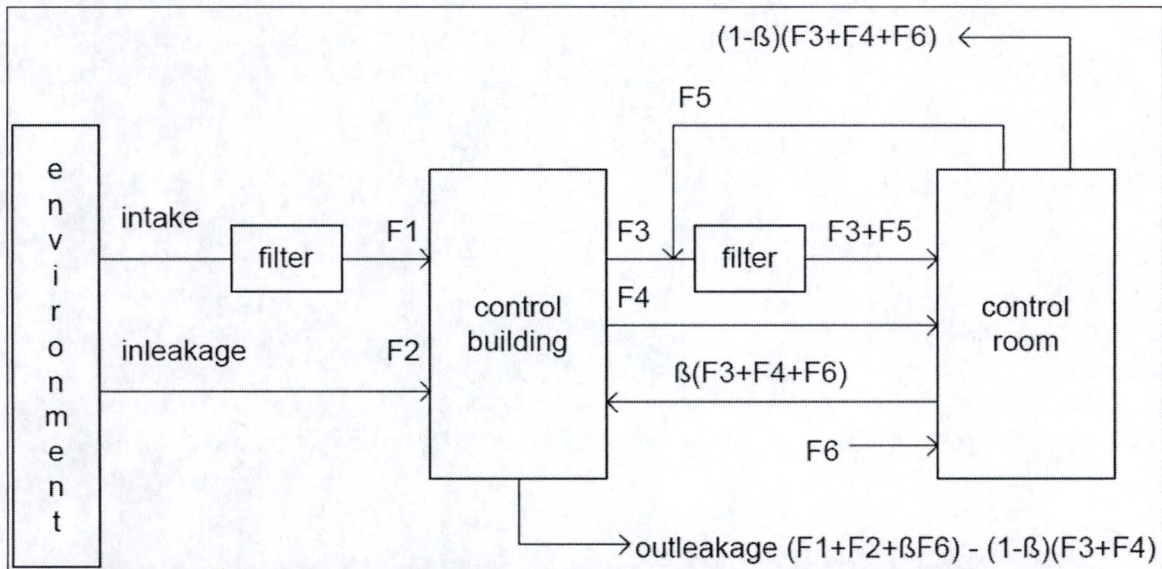 (1-ß)(F3+F4+F6)
F5
environment
intake
filter
F1
F3
filter
F3+F5
inleakage
F2
control
building
F4
control
room
ß(F3+F4+F6)
F6
outleakage (F1+F2+ßF6) - (1-ß)(F3+F4)